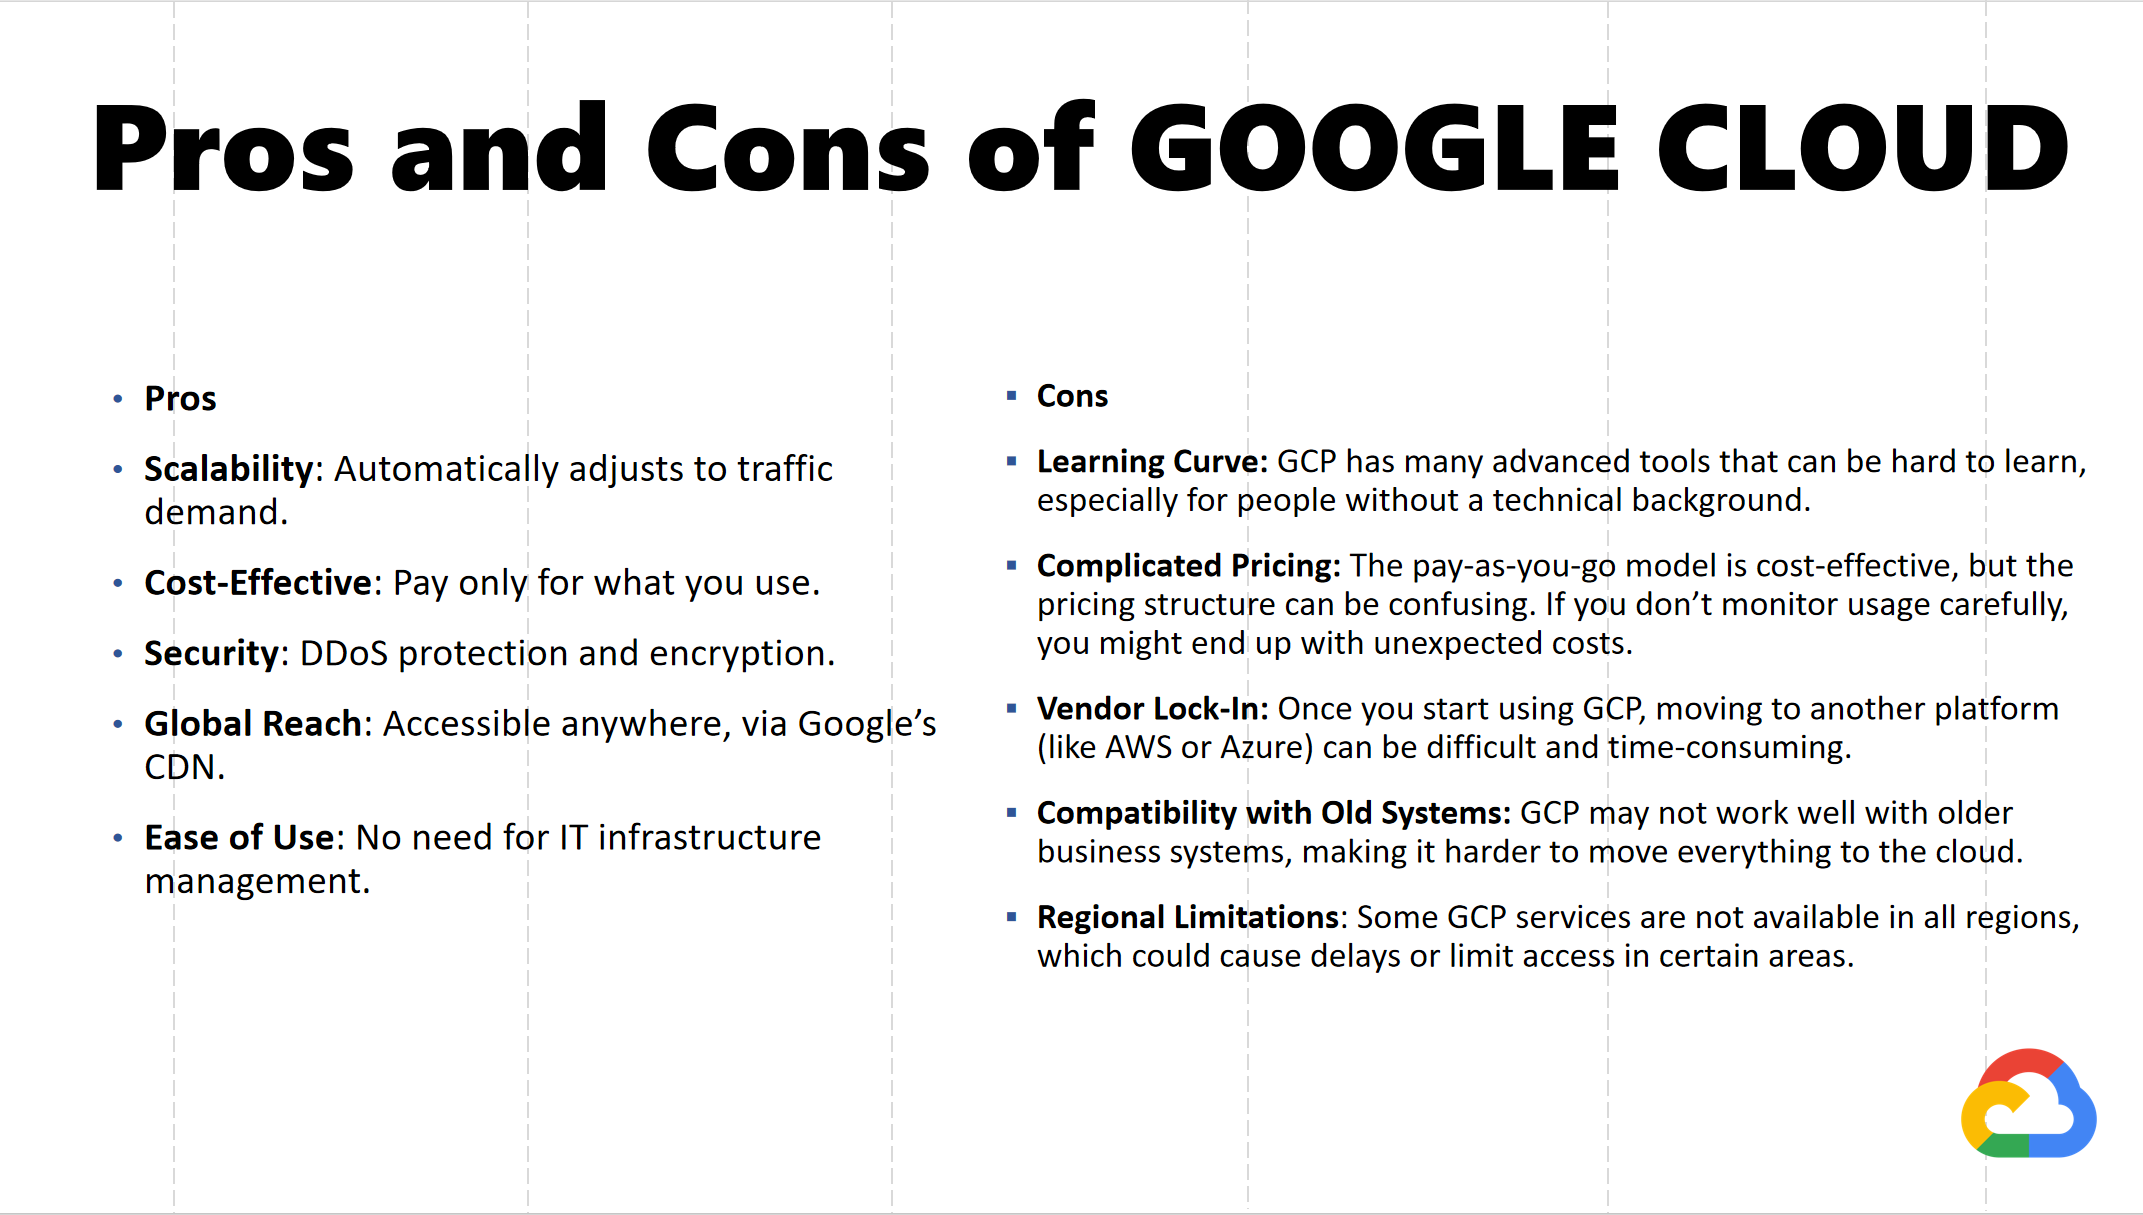 Pros and Cons of GOOGLE CLOUD
• Pros
• Scalability: Automatically adjusts to traffic
demand.
• Cost-Effective: Pay only for what you use.
• Security: DDoS protection and encryption.
• Global Reach: Accessible anywhere, via Google’s
CDN.
• Ease of Use: No need for IT infrastructure
management.
▪ Cons
▪ Learning Curve: GCP has many advanced tools that can be hard to learn,
especially for people without a technical background.
▪ Complicated Pricing: The pay-as-you-go model is cost-effective, but the
pricing structure can be confusing. If you don’t monitor usage carefully,
you might end up with unexpected costs.
▪ Vendor Lock-In: Once you start using GCP, moving to another platform
(like AWS or Azure) can be difficult and time-consuming.
▪ Compatibility with Old Systems: GCP may not work well with older
business systems, making it harder to move everything to the cloud.
▪ Regional Limitations: Some GCP services are not available in all regions,
which could cause delays or limit access in certain areas.